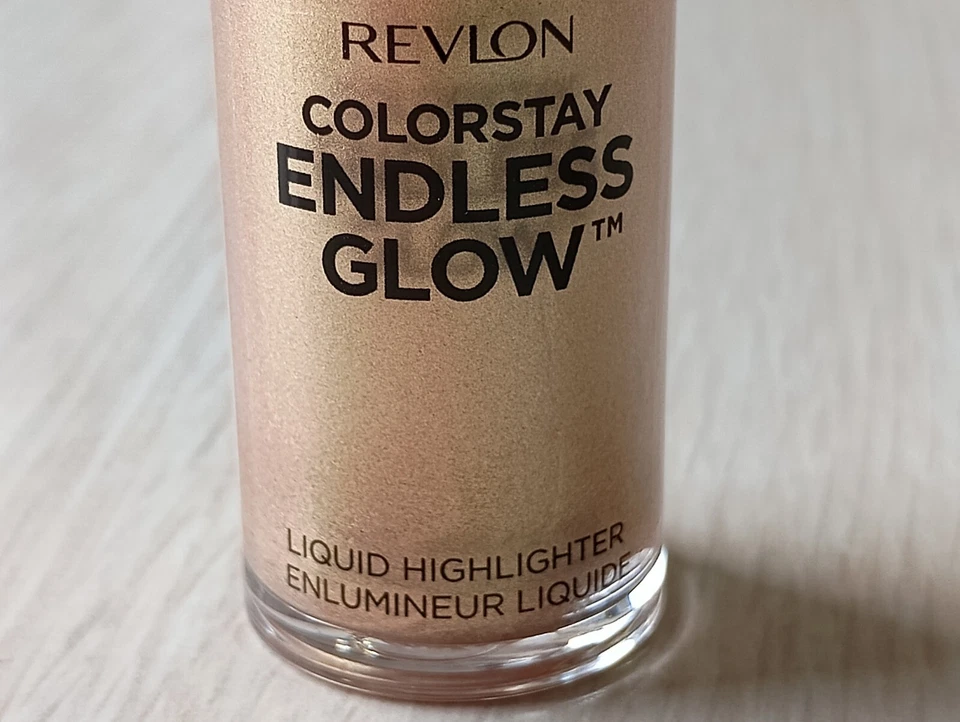 REVLON
COLORSTAY
ENDLESS
GLOW™
LIQUID HIGHLIGHTER
ENLUMINEUR LIQUIDE